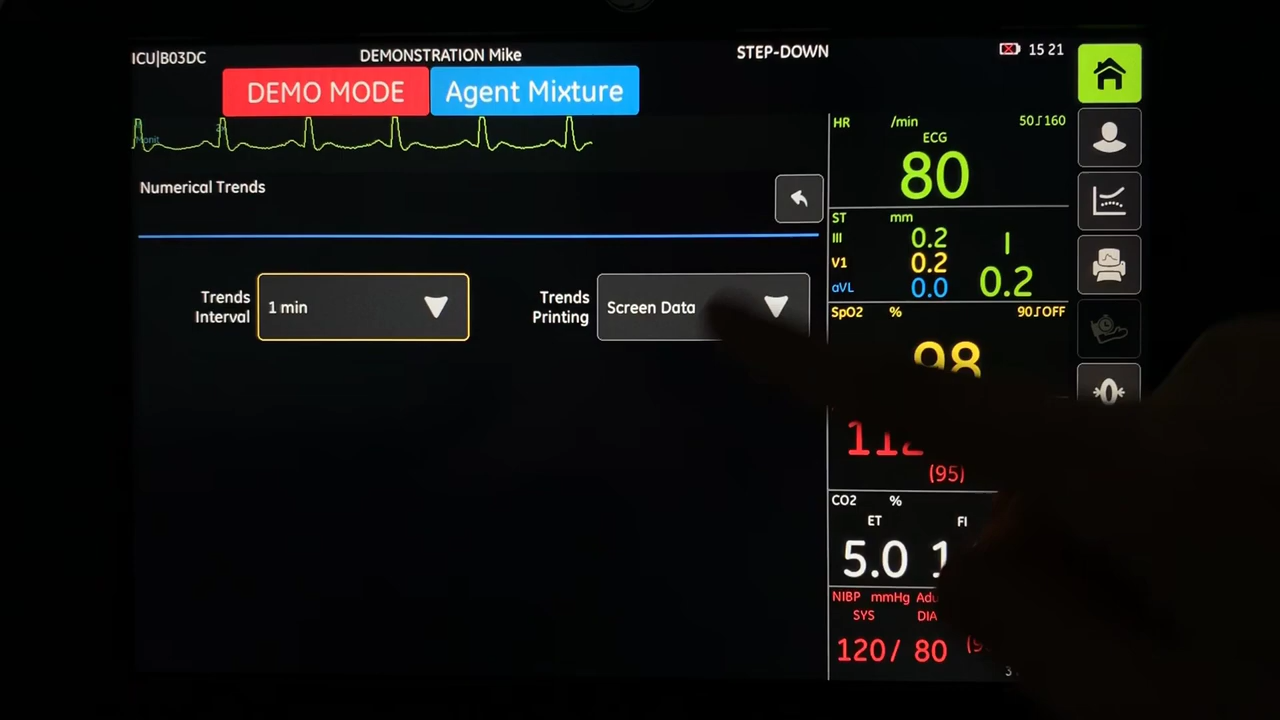 ICU|B03DC
DEMONSTRATION Mike
STEP-DOWN
15 21
DEMO MODE
Agent Mixture
Numerical Trends
Trends
Interval
1 min
Trends
Printing
Screen Data
HR /min 50 160
ECG
80
ST mm
III 0.2 I
V1 0.2 0.2
aVL 0.0
SpO2 % 90 OFF
98
(95)
CO2 %
ET FI
5.0
NIBP mmHg
SYS DIA
120/ 80